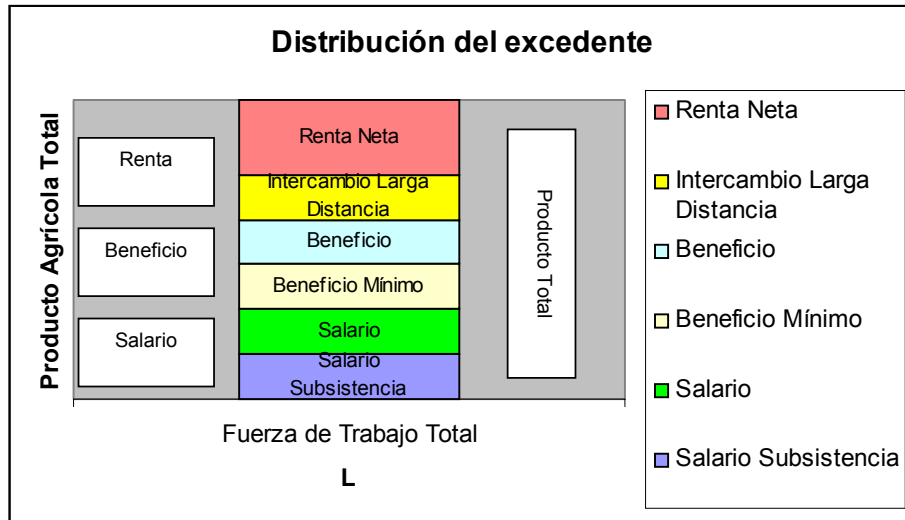 Distribución del excedente
Producto Agrícola Total
Renta
Beneficio
Salario
Renta Neta
Intercambio Larga
Distancia
Beneficio
Beneficio Mínimo
Salario
Salario
Subsistencia
Producto Total
Fuerza de Trabajo Total
L
Renta Neta
Intercambio Larga
Distancia
Beneficio
Beneficio Mínimo
Salario
Salario Subsistencia